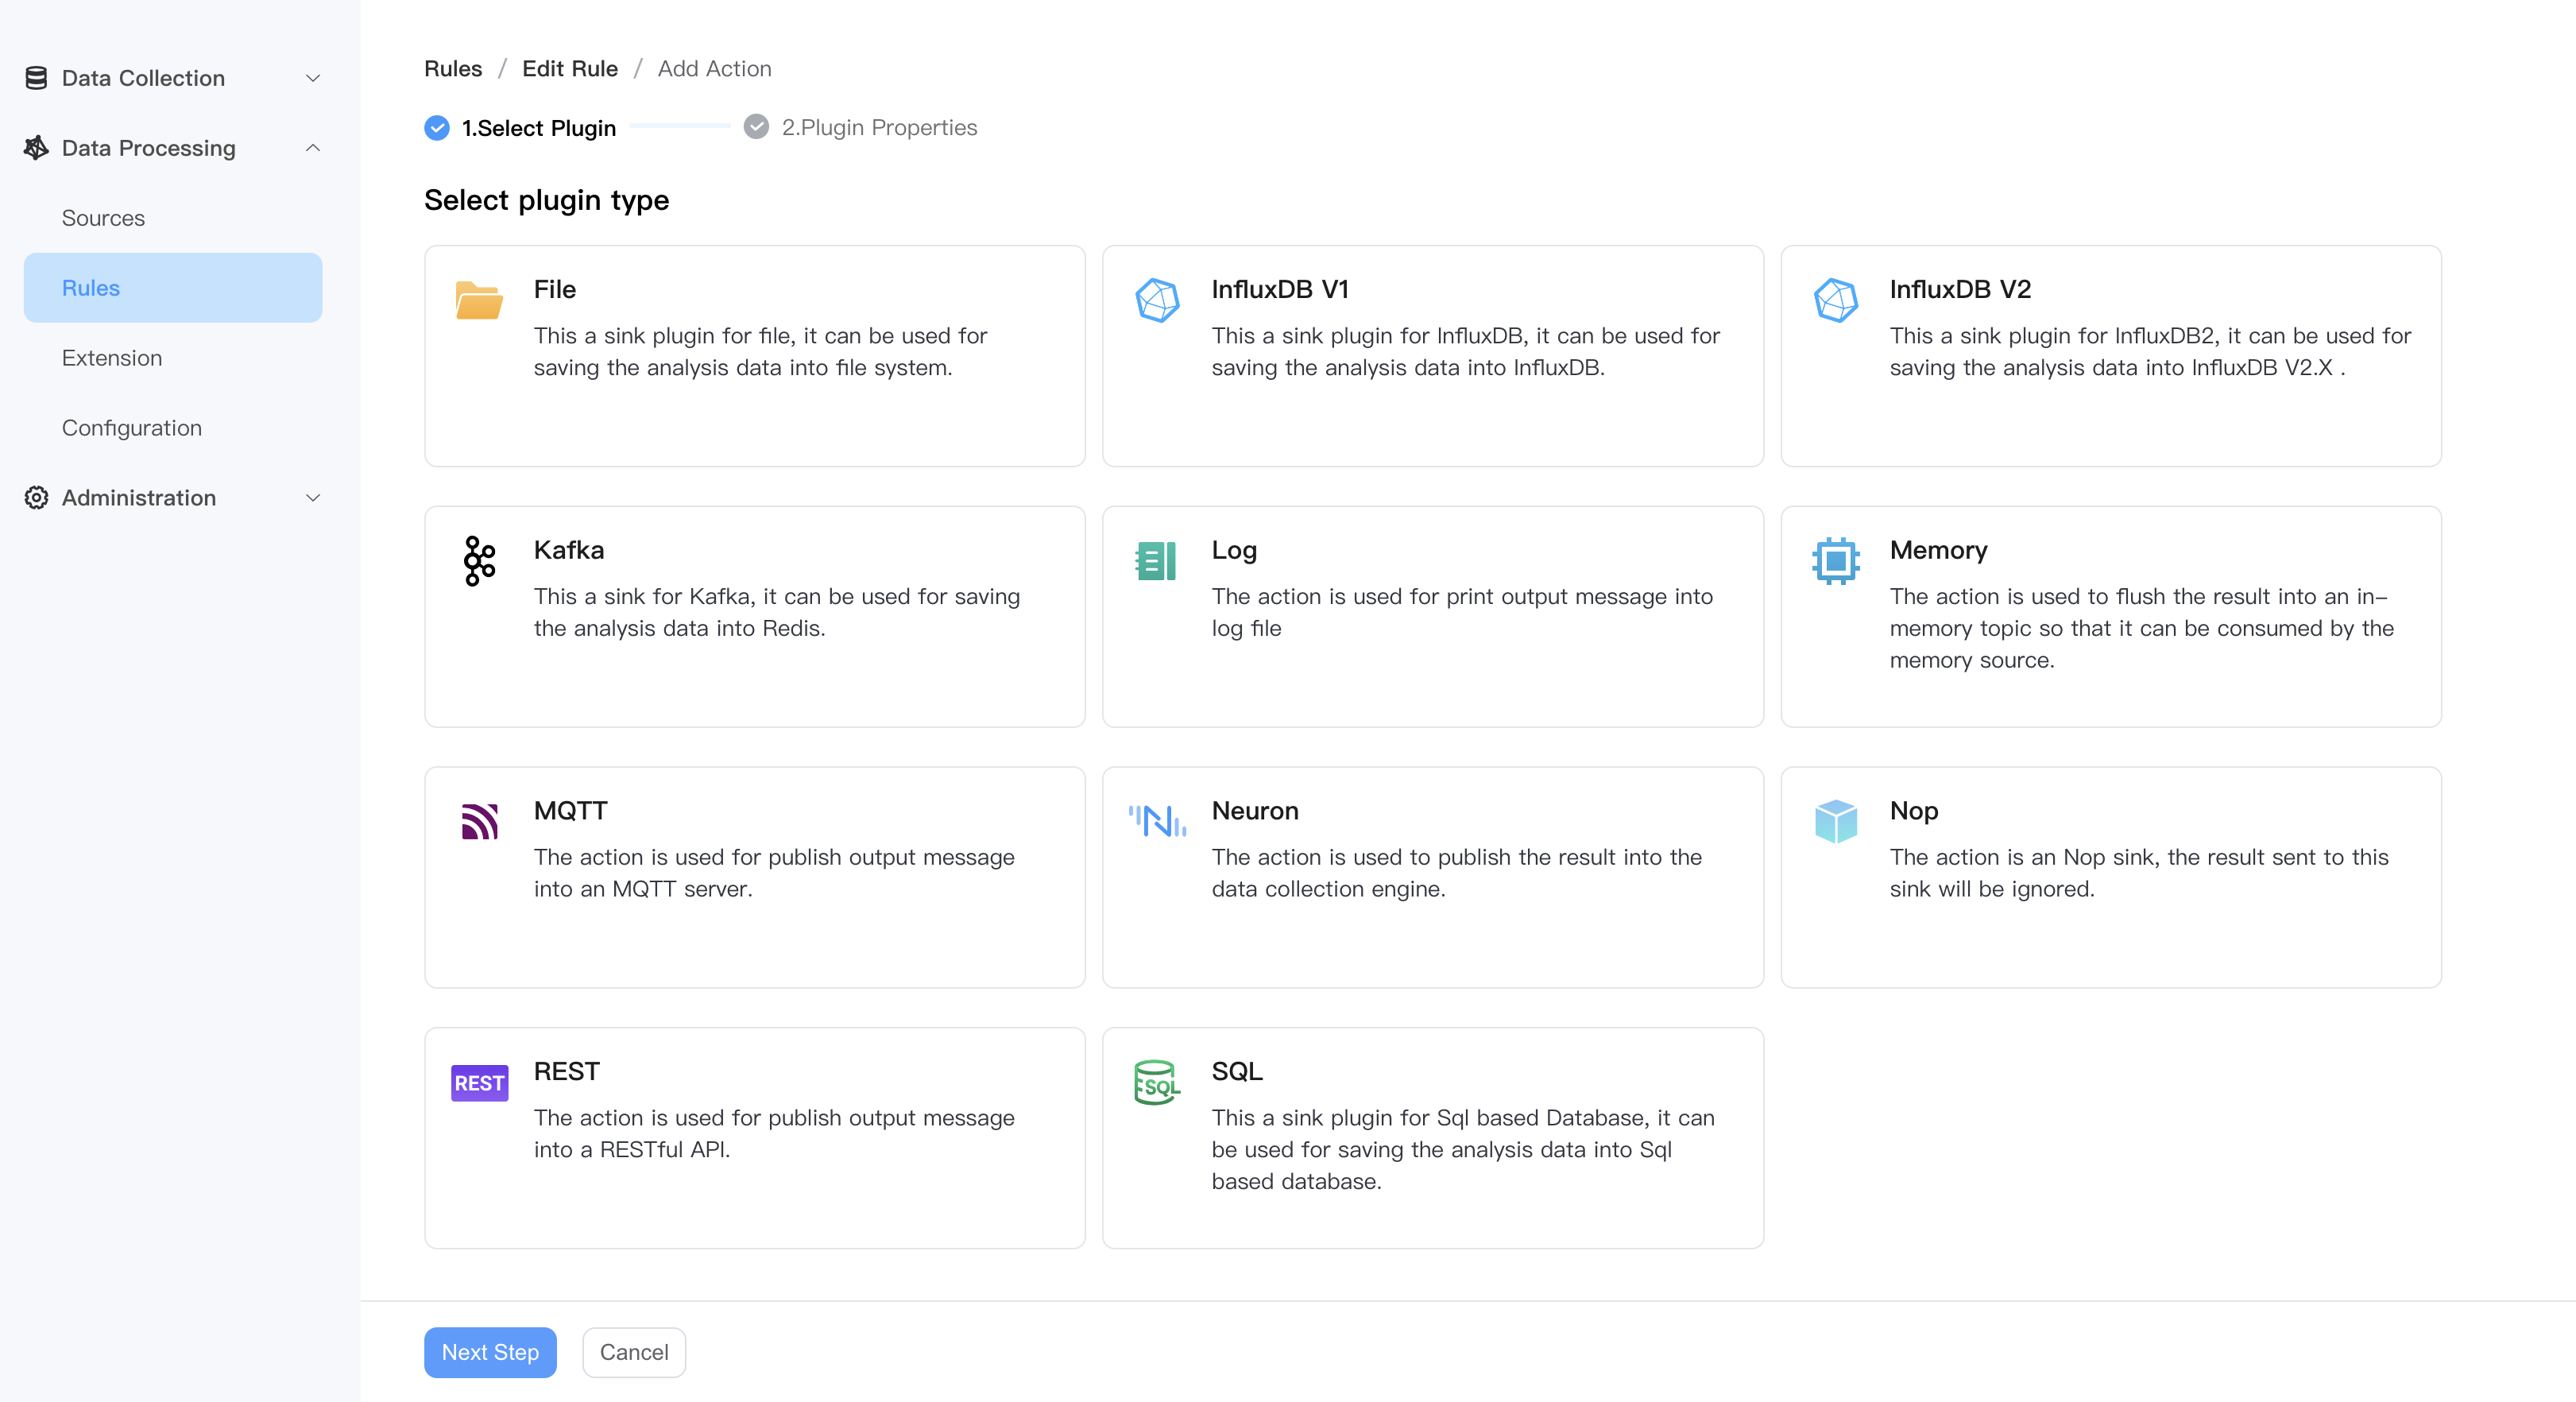 Data Collection
Data Processing
Sources
Rules
Extension
Configuration
Administration
Rules / Edit Rule / Add Action
1.Select Plugin
2.Plugin Properties
Select plugin type
File
This a sink plugin for file, it can be used for
saving the analysis data into file system.
InfluxDB V1
This a sink plugin for InfluxDB, it can be used for
saving the analysis data into InfluxDB.
InfluxDB V2
This a sink plugin for InfluxDB2, it can be used for
saving the analysis data into InfluxDB V2.X .
Kafka
This a sink for Kafka, it can be used for saving
the analysis data into Redis.
Log
The action is used for print output message into
log file
Memory
The action is used to flush the result into an in-
memory topic so that it can be consumed by the
memory source.
MQTT
The action is used for publish output message
into an MQTT server.
Neuron
The action is used to publish the result into the
data collection engine.
Nop
The action is an Nop sink, the result sent to this
sink will be ignored.
REST
REST
The action is used for publish output message
into a RESTful API.
SQL
SQL
This a sink plugin for Sql based Database, it can
be used for saving the analysis data into Sql
based database.
Next Step
Cancel